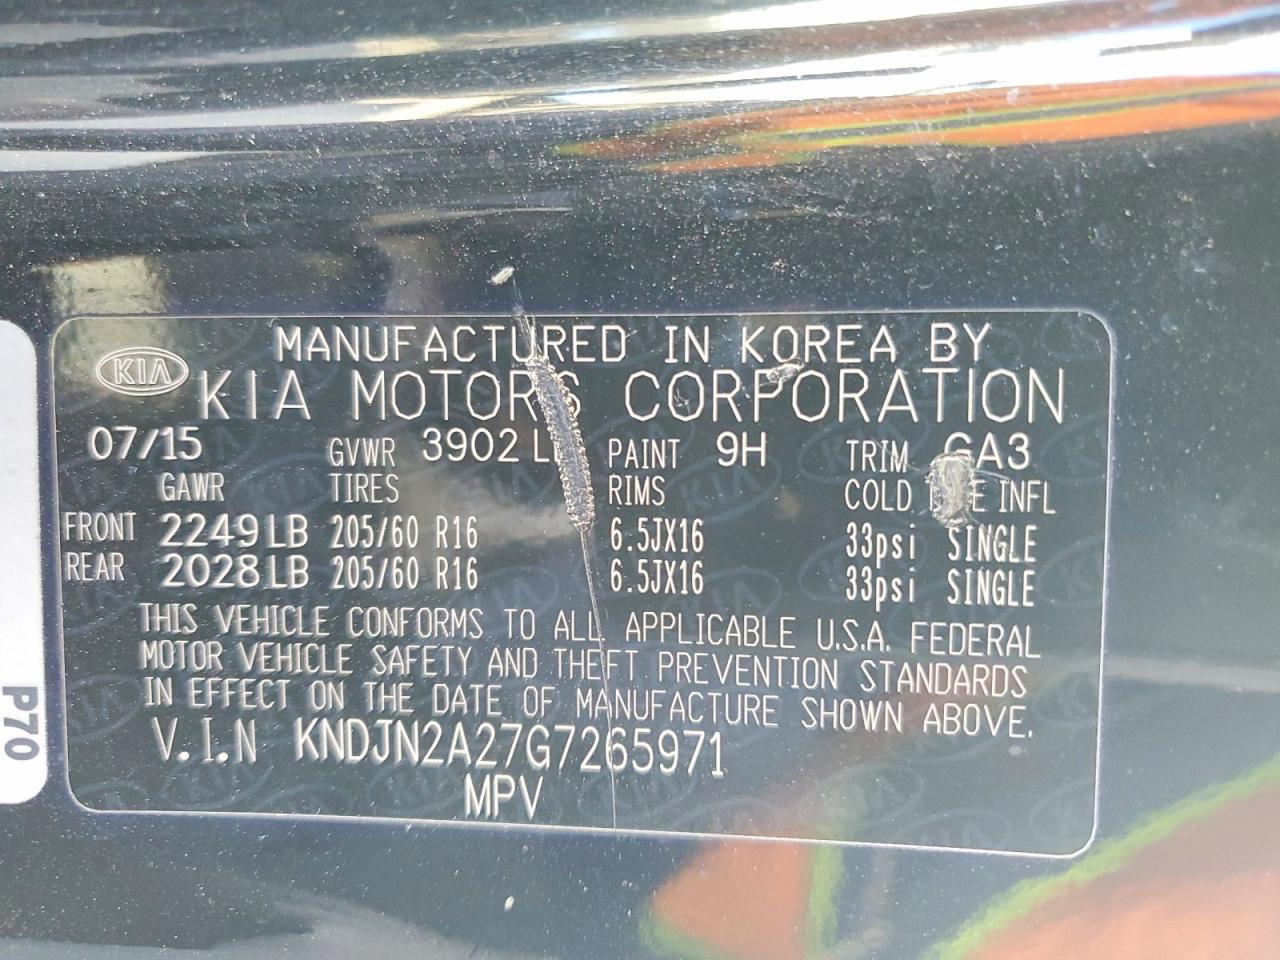 MANUFACTURED IN KOREA BY
KIA
KIA MOTORS CORPORATION
07/15 GVWR 3902 PAINT 9H TRIM GA3
GAWR TIRES RIMS COLD INFL
FRONT 2249LB 205/60 R16 6.5JX16 33psi SINGLE
REAR 2028LB 205/60 R16 6.5JX16 33psi SINGLE
THIS VEHICLE CONFORMS TO ALL APPLICABLE U.S.A. FEDERAL
MOTOR VEHICLE SAFETY AND THEFT PREVENTION STANDARDS
IN EFFECT ON THE DATE OF MANUFACTURE SHOWN ABOVE.
V.I.N KNDJN2A27G7265971
MPV
P70